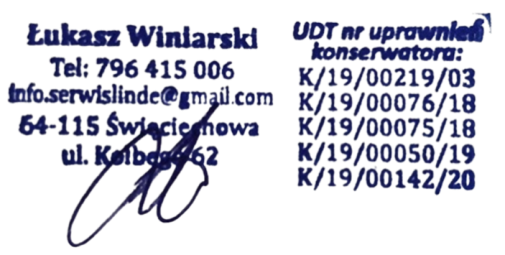 Łukasz Winiarski
Tel: 796 415 006
info.serwislinde@gmail.com
64-115 Święciechowa
ul. Kolbego 62
UDT nr uprawnień
konserwatora:
K/19/00219/03
K/19/00076/18
K/19/00075/18
K/19/00050/19
K/19/00142/20